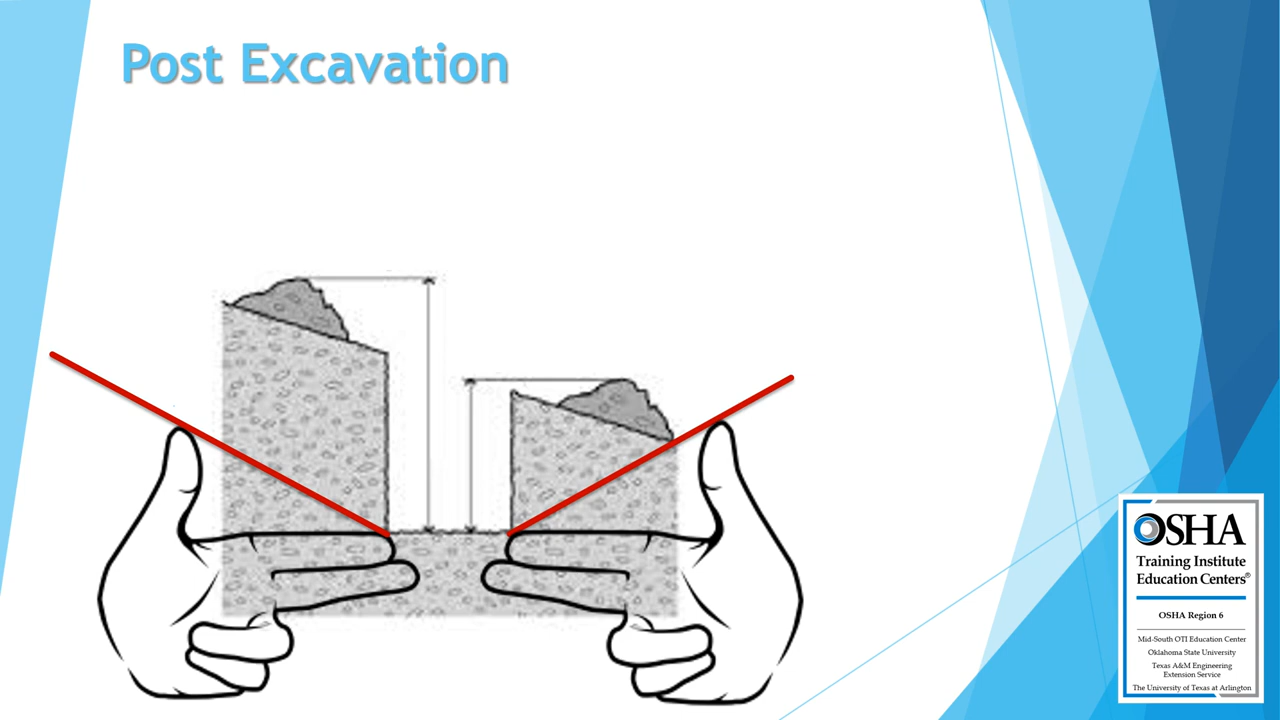 Post Excavation
OSHA
Training Institute
Education Centers®
OSHA Region 6
Mid-South OTI Education Center
Oklahoma State University
Texas A&M Engineering
Extension Service
The University of Texas at Arlington